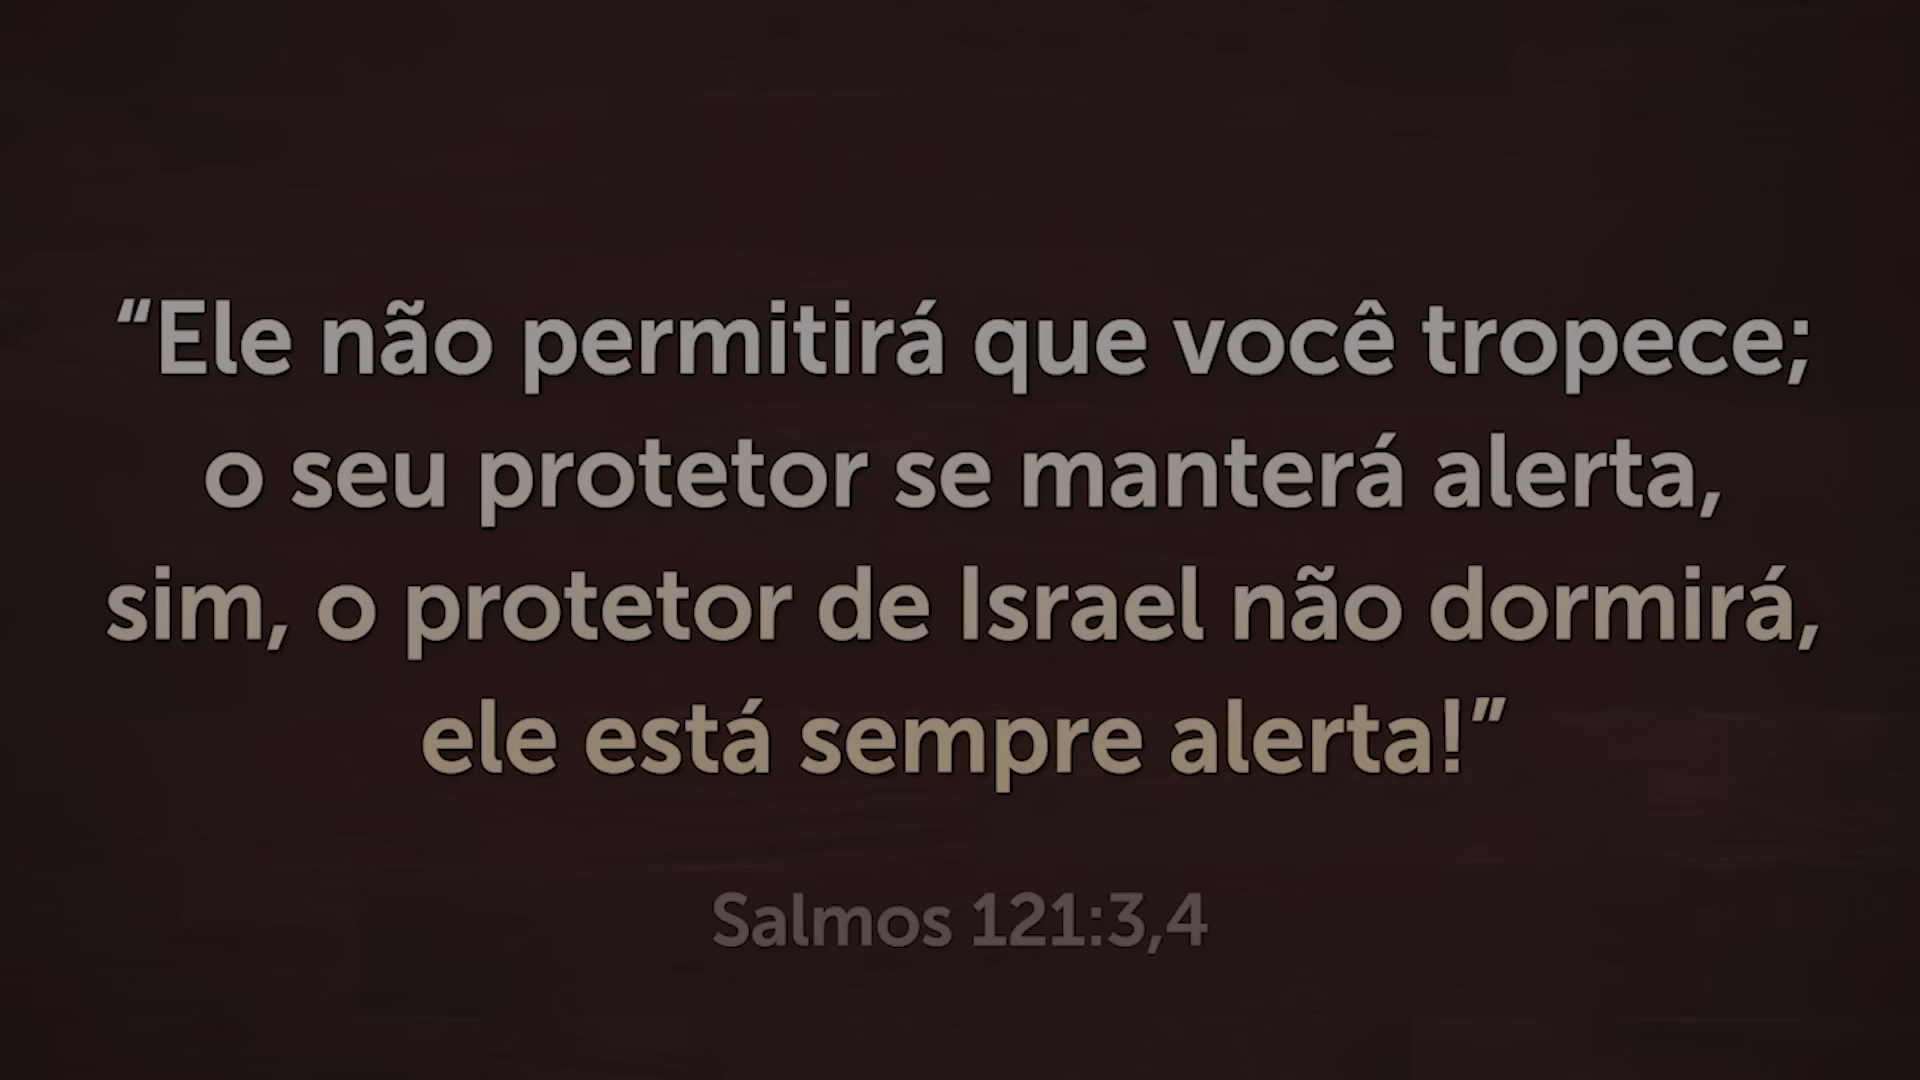 “Ele não permitirá que você tropece;
o seu protetor se manterá alerta,
sim, o protetor de Israel não dormirá,
ele está sempre alerta!”
Salmos 121:3,4